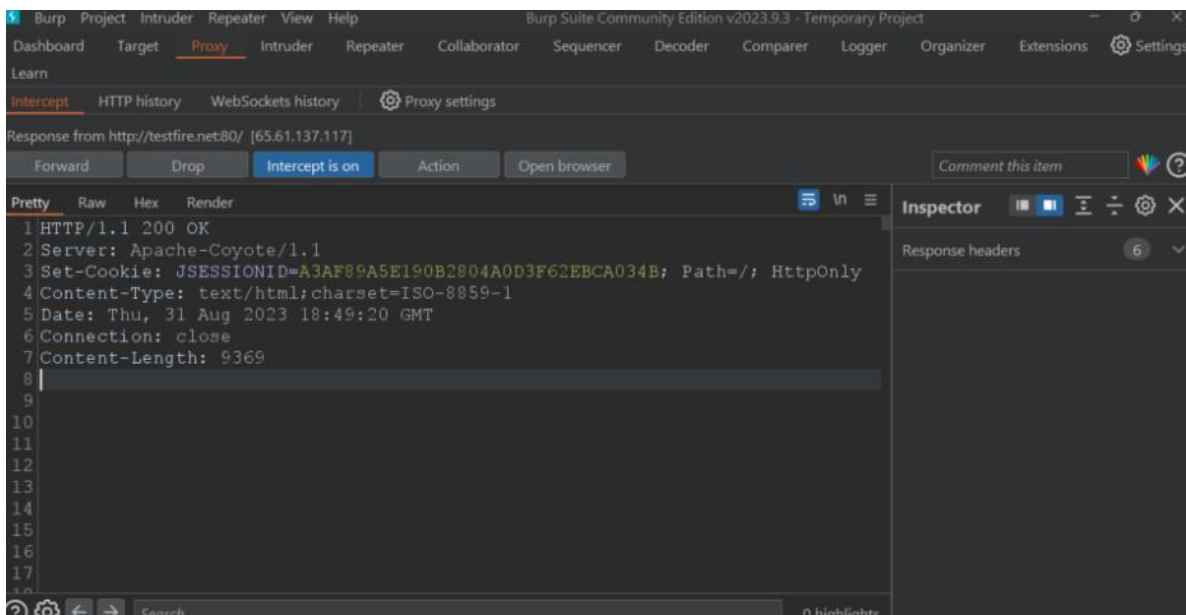 Burp Project Intruder Repeater View Help Burp Suite Community Edition v2023.9.3 - Temporary Project
Dashboard Target Proxy Intruder Repeater Collaborator Sequencer Decoder Comparer Logger Organizer Extensions Settings
Learn
Intercept HTTP history WebSockets history Proxy settings
Response from http://testfire.net:80/ [65.61.137.117]
Forward Drop Intercept is on Action Open browser Comment this item
Pretty Raw Hex Render \n Inspector
1 HTTP/1.1 200 OK
2 Server: Apache-Coyote/1.1
Response headers 6
3 Set-Cookie: JSESSIONID=A3AF89A5E190B2804A0D3F62EBCA034B; Path=/; HttpOnly
4 Content-Type: text/html;charset=ISO-8859-1
5 Date: Thu, 31 Aug 2023 18:49:20 GMT
6 Connection: close
7 Content-Length: 9369
8
9
10
11
12
13
14
15
16
17
Search 0 highlights